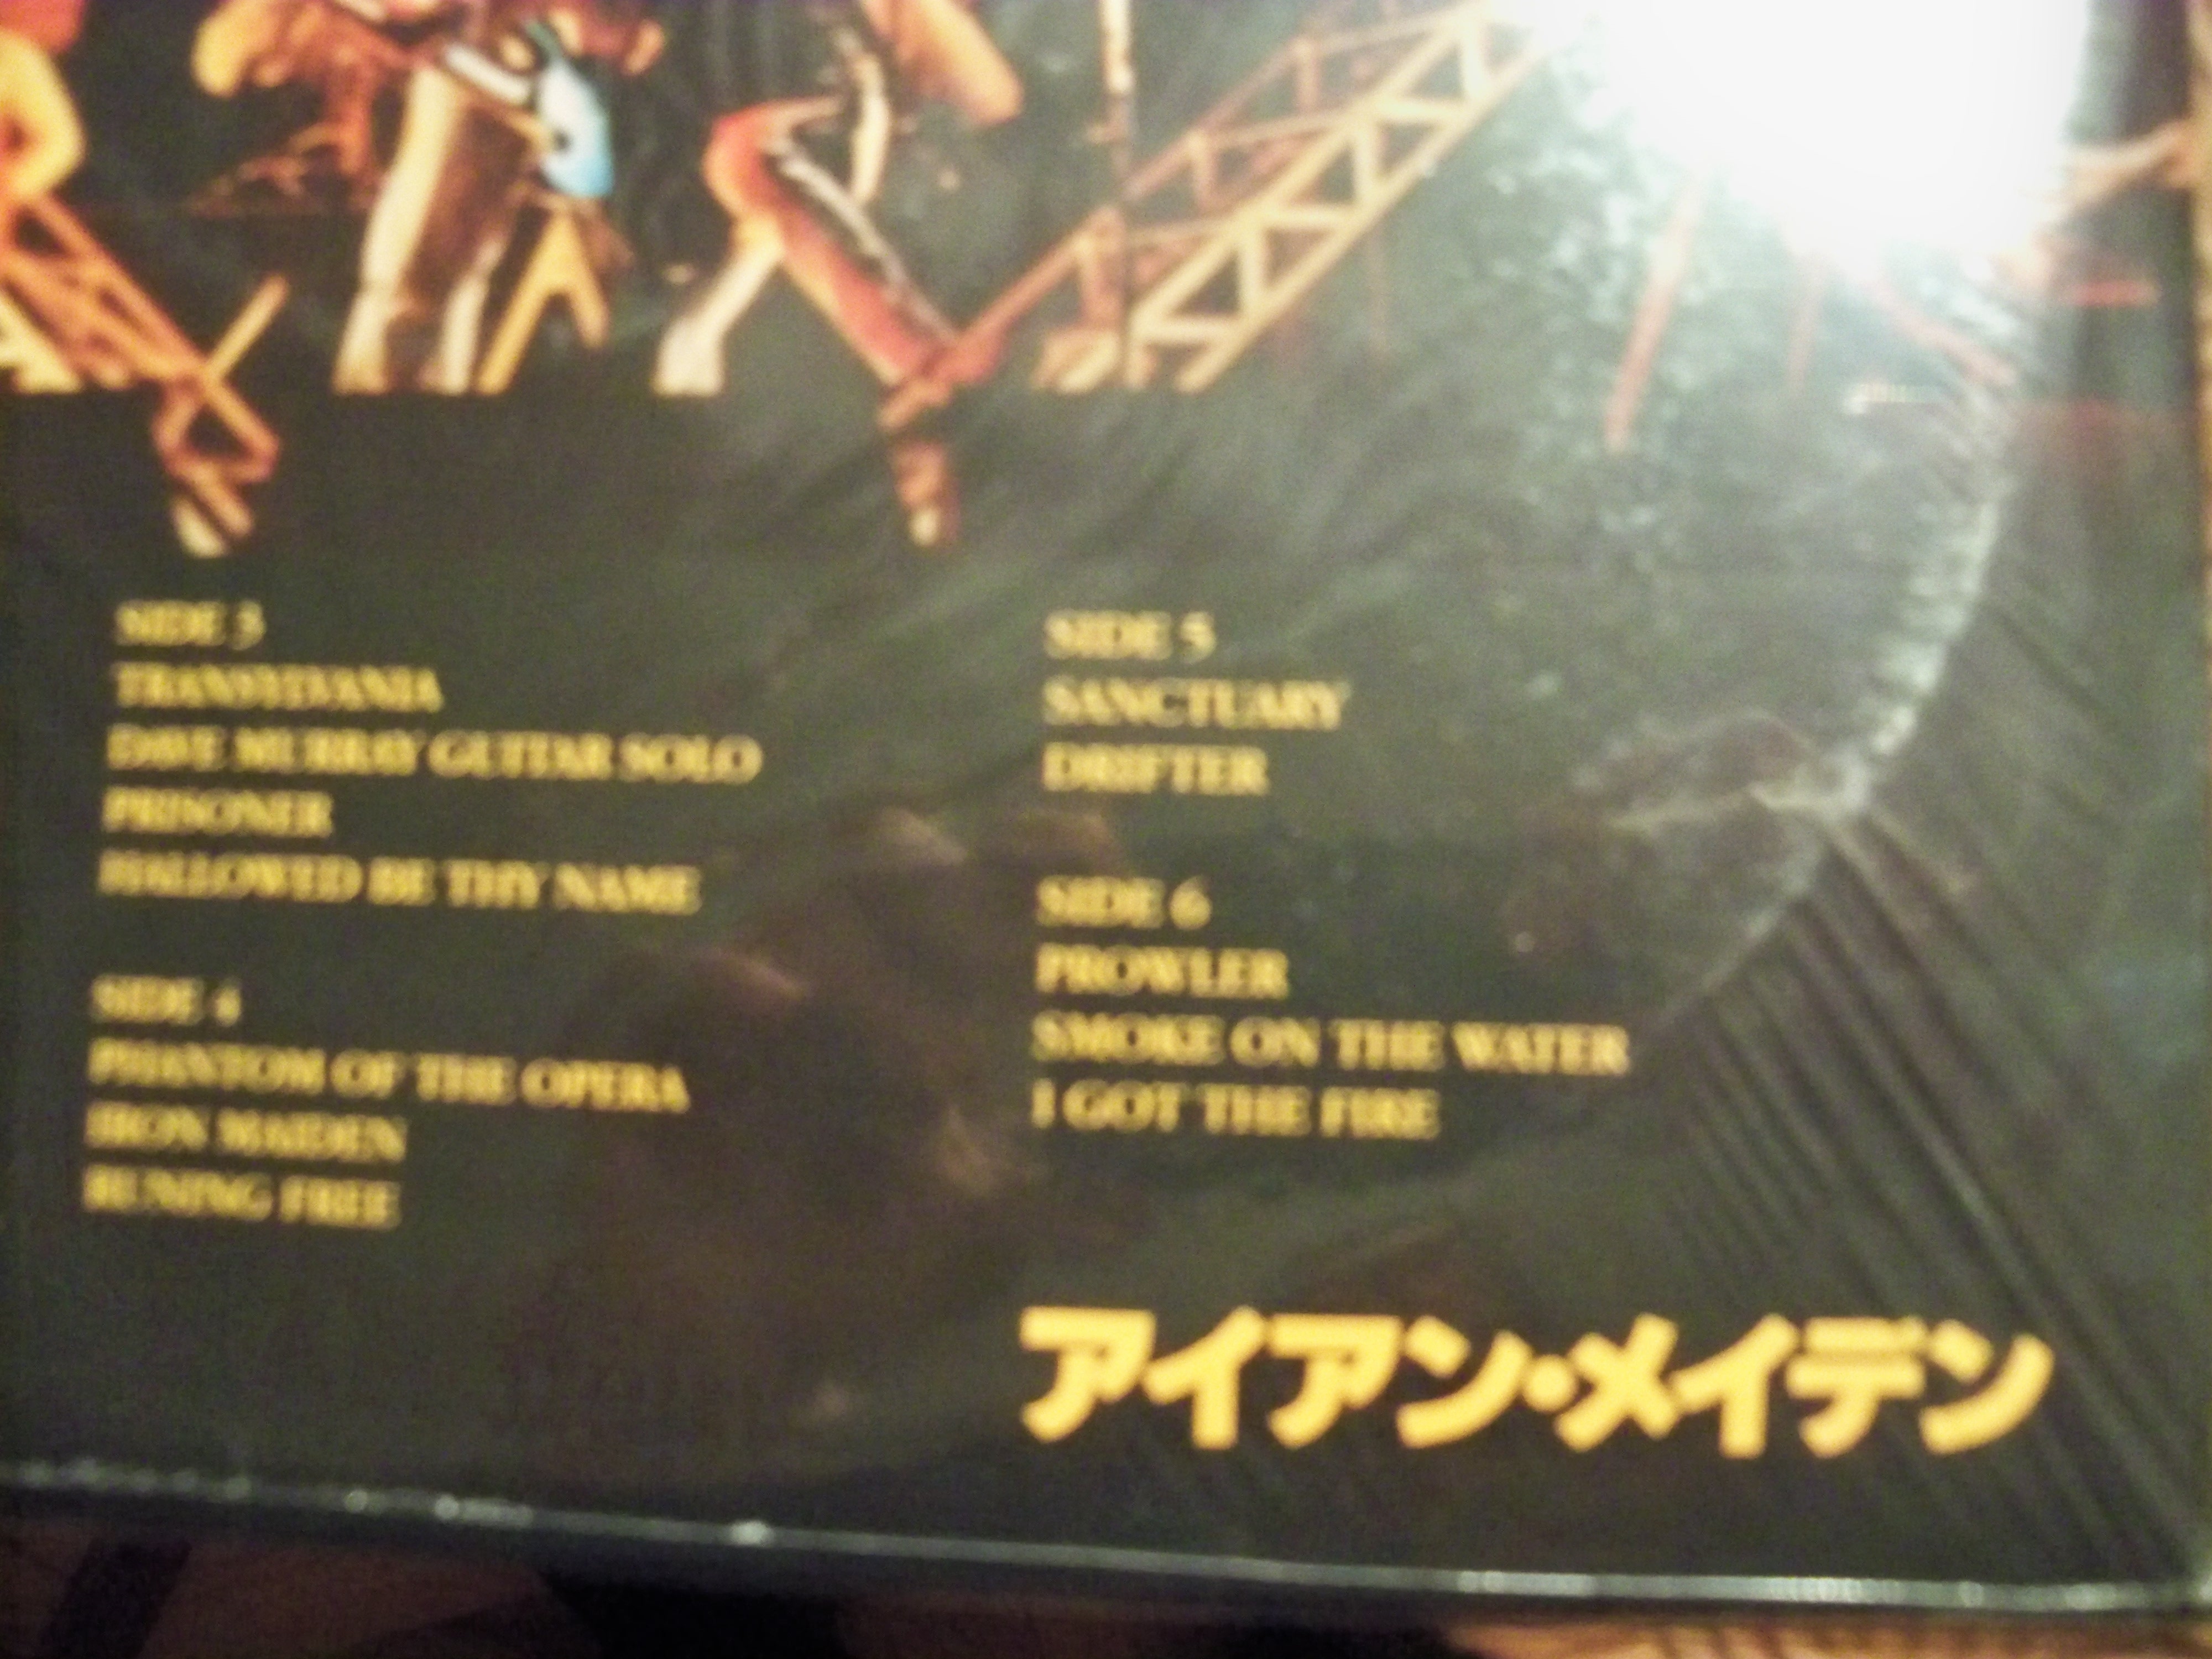 SIDE 3
TRANSYLVANIA
DAVE MURRAY GUITAR SOLO
PRISONER
HALLOWED BE THY NAME
SIDE 4
PHANTOM OF THE OPERA
IRON MAIDEN
RUNING FREE
SIDE 5
SANCTUARY
DRIFTER
SIDE 6
PROWLER
SMOKE ON THE WATER
I GOT THE FIRE
アイアン・メイデン